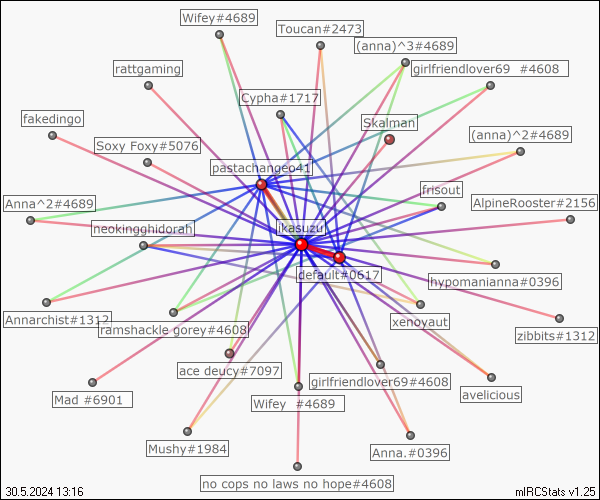 Wifey#4689
Toucan#2473
(anna)^3#4689
rattgaming
girlfriendlover69 #4608
Cypha#1717
fakedingo
Skalman
(anna)^2#4689
Soxy Foxy#5076
pastachangeo41
frisout
Anna^2#4689
AlpineRooster#2156
neokingghidorah
ikasuzu
default#0617
hypomanianna#0396
Annarchist#1312
ramshackle gorey#4608
xenoyaut
zibbits#1312
ace deucy#7097
girlfriendlover69#4608
Mad #6901
Wifey #4689
avelicious
Mushy#1984
Anna.#0396
no cops no laws no hope#4608
30.5.2024 13:16
mIRCStats v1.25